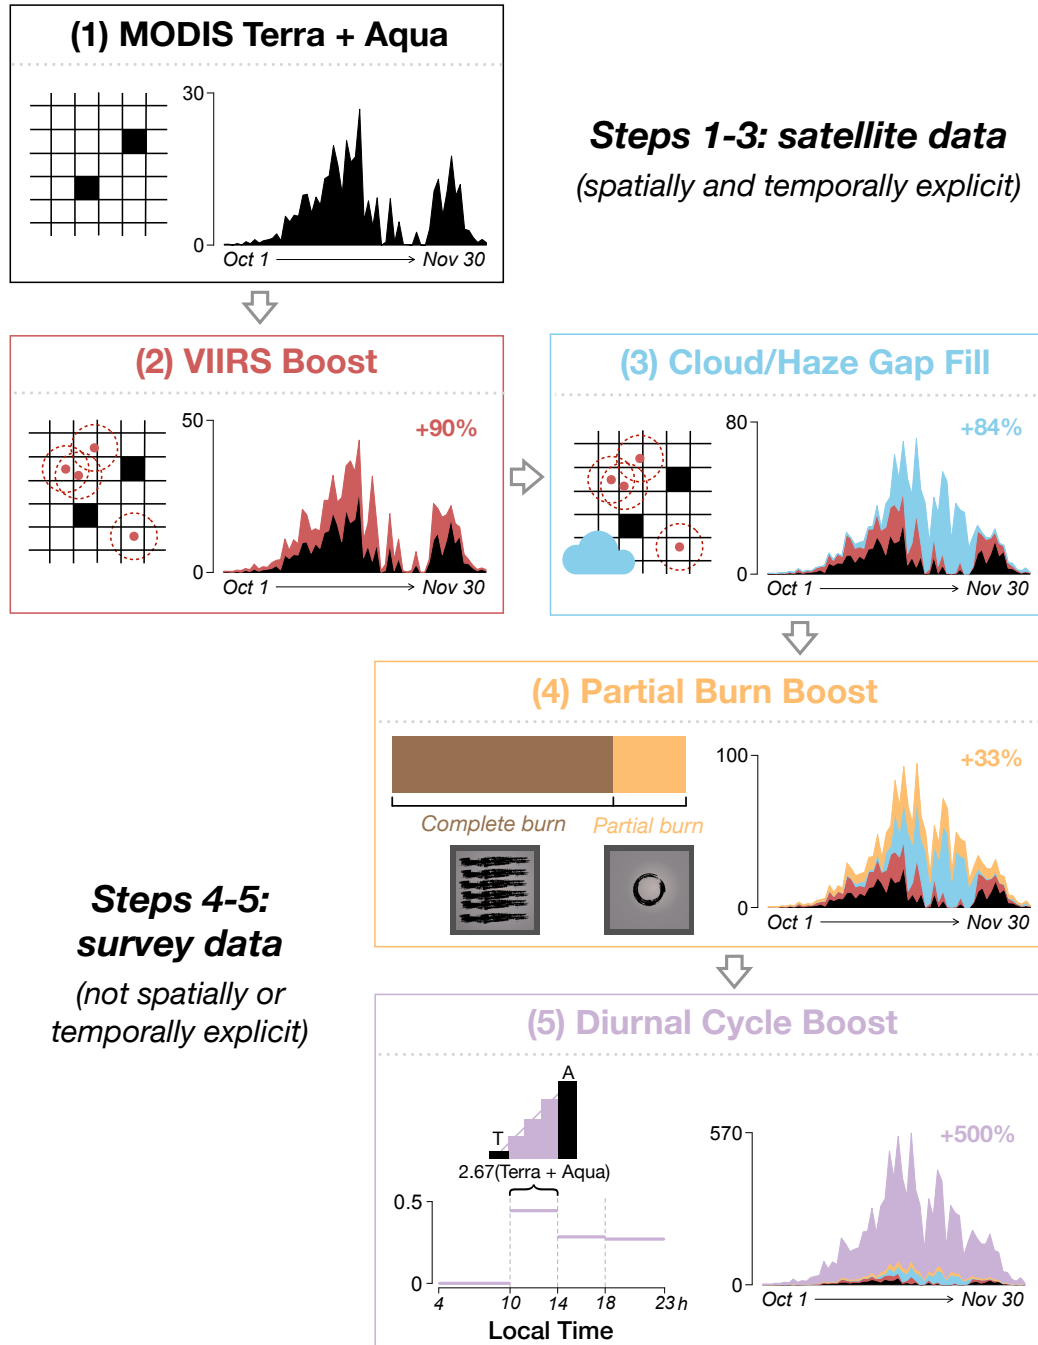 (1) MODIS Terra + Aqua
30
0
Oct 1
Nov 30
Steps 1-3: satellite data
(spatially and temporally explicit)
(2) VIIRS Boost
50
+90%
0
Oct 1
Nov 30
(3) Cloud/Haze Gap Fill
80
+84%
0
Oct 1
Nov 30
(4) Partial Burn Boost
Complete burn
Partial burn
100
+33%
0
Oct 1
Nov 30
Steps 4-5:
survey data
(not spatially or
temporally explicit)
(5) Diurnal Cycle Boost
A
T
2.67(Terra + Aqua)
0.5
0
4 10 14 18 23 h
Local Time
570
+500%
0
Oct 1
Nov 30